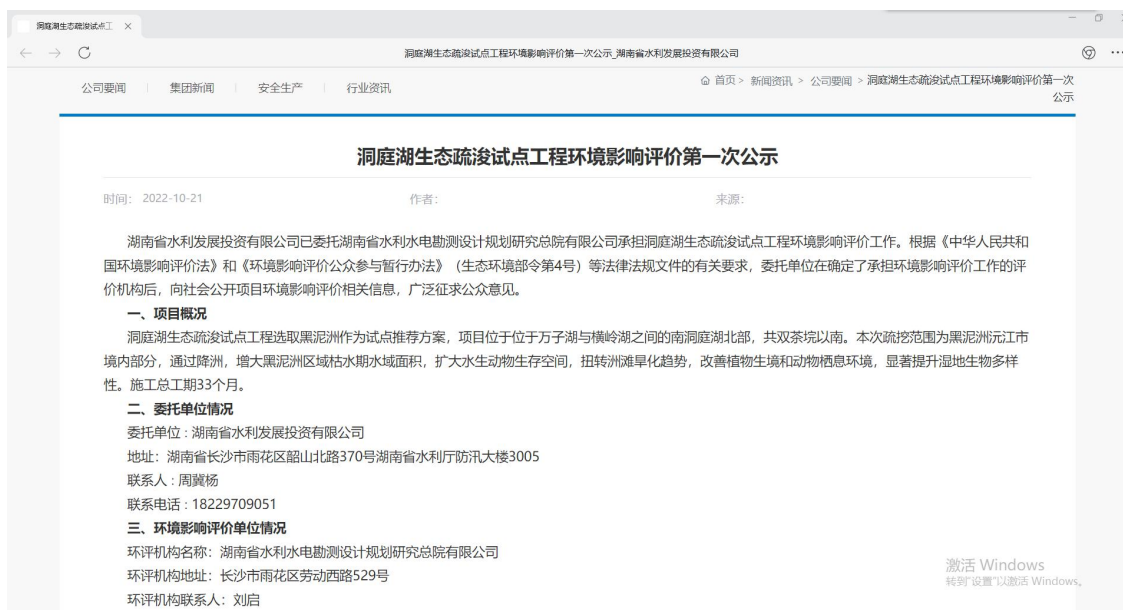 洞庭湖生态疏浚试点工
洞庭湖生态疏浚试点工程环境影响评价第一次公示_湖南省水利发展投资有限公司
公司要闻 集团新闻 安全生产 行业资讯
首页 > 新闻资讯 > 公司要闻 > 洞庭湖生态疏浚试点工程环境影响评价第一次
公示
洞庭湖生态疏浚试点工程环境影响评价第一次公示
时间： 2022-10-21 作者： 来源：
湖南省水利发展投资有限公司已委托湖南省水利水电勘测设计规划研究总院有限公司承担洞庭湖生态疏浚试点工程环境影响评价工作。根据《中华人民共和
国环境影响评价法》和《环境影响评价公众参与暂行办法》（生态环境部令第4号）等法律法规文件的有关要求，委托单位在确定了承担环境影响评价工作的评
价机构后，向社会公开项目环境影响评价相关信息，广泛征求公众意见。
一、项目概况
洞庭湖生态疏浚试点工程选取黑泥洲作为试点推荐方案，项目位于位于万子湖与横岭湖之间的南洞庭湖北部，共双茶垸以南。本次疏挖范围为黑泥洲沅江市
境内部分，通过降洲，增大黑泥洲区域枯水期水域面积，扩大水生动物生存空间，扭转洲滩旱化趋势，改善植物生境和动物栖息环境，显著提升湿地生物多样
性。施工总工期33个月。
二、委托单位情况
委托单位：湖南省水利发展投资有限公司
地址：湖南省长沙市雨花区韶山北路370号湖南省水利厅防汛大楼3005
联系人：周冀杨
联系电话：18229709051
三、环境影响评价单位情况
环评机构名称：湖南省水利水电勘测设计规划研究总院有限公司
环评机构地址：长沙市雨花区劳动西路529号
环评机构联系人：刘启
激活 Windows
转到"设置"以激活 Windows。